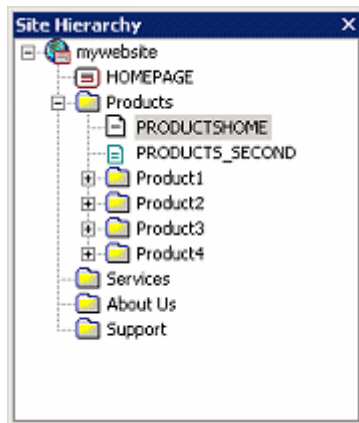 Site Hierarchy
mywebsite
HOMEPAGE
Products
PRODUCTSHOME
PRODUCTS_SECOND
Product1
Product2
Product3
Product4
Services
About Us
Support